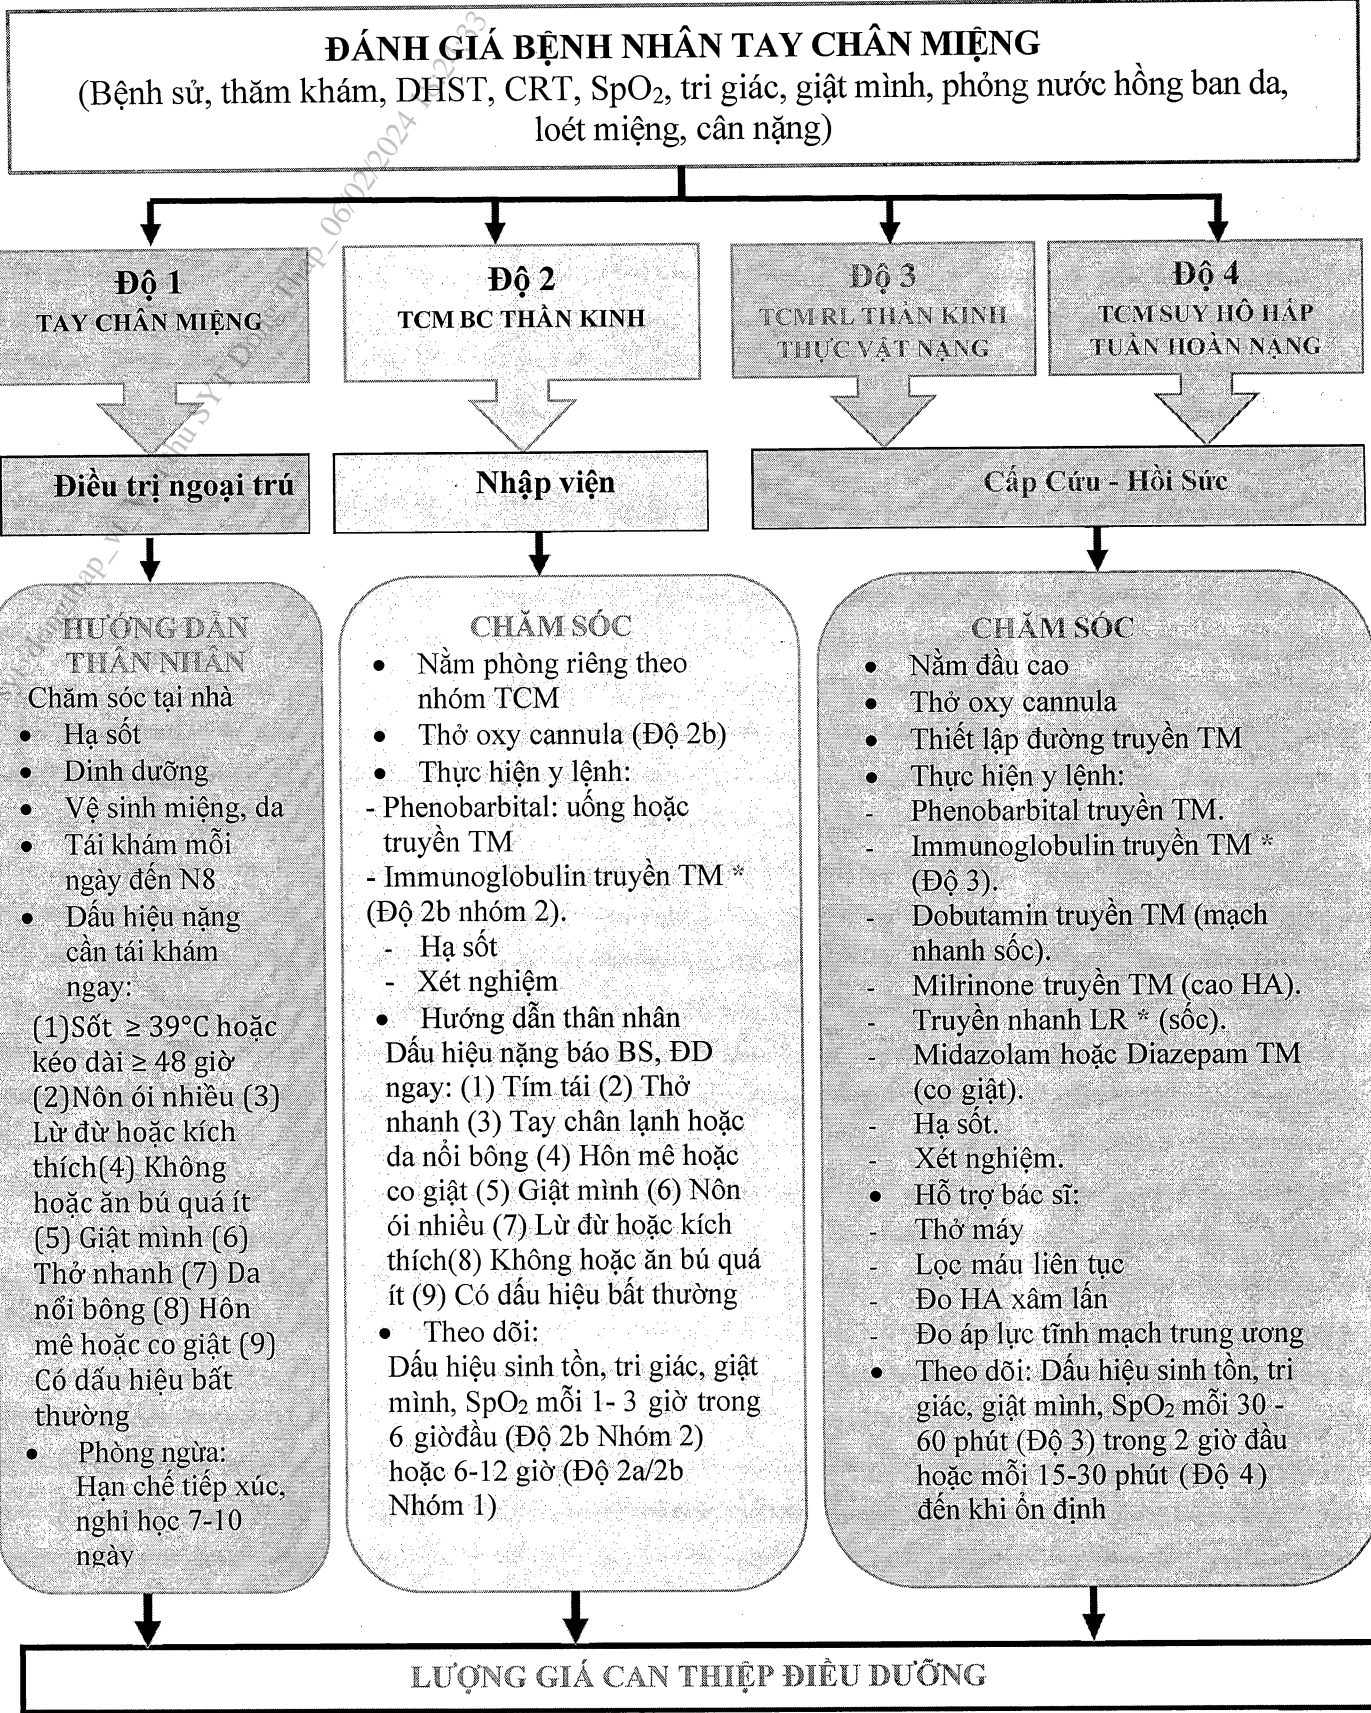 ĐÁNH GIÁ BỆNH NHÂN TAY CHÂN MIỆNG
(Bệnh sử, thăm khám, DHST, CRT, SpO₂, tri giác, giật mình, phỏng nước hồng ban da,
loét miệng, cân nặng)
Độ 1
TAY CHÂN MIỆNG
Độ 2
TCM BC THẦN KINH
Độ 3
TCM RL THẦN KINH
THỰC VẬT NẶNG
Độ 4
TCM SUY HÔ HẤP
TUẦN HOÀN NẶNG
Điều trị ngoại trú
Nhập viện
Cấp Cứu - Hồi Sức
HƯỚNG DẪN
THÂN NHÂN
Chăm sóc tại nhà
• Hạ sốt
• Dinh dưỡng
• Vệ sinh miệng, da
• Tái khám mỗi
ngày đến N8
• Dấu hiệu nặng
cần tái khám
ngay:
(1)Sốt ≥ 39°C hoặc
kéo dài ≥ 48 giờ
(2)Nôn ói nhiều (3)
Lừ đừ hoặc kích
thích(4) Không
hoặc ăn bú quá ít
(5) Giật mình (6)
Thở nhanh (7) Da
nổi bông (8) Hôn
mê hoặc co giật (9)
Có dấu hiệu bất
thường
• Phòng ngừa:
Hạn chế tiếp xúc,
nghỉ học 7-10
ngày
CHĂM SÓC
• Nằm phòng riêng theo
nhóm TCM
• Thở oxy cannula (Độ 2b)
• Thực hiện y lệnh:
- Phenobarbital: uống hoặc
truyền TM
- Immunoglobulin truyền TM *
(Độ 2b nhóm 2).
- Hạ sốt
- Xét nghiệm
• Hướng dẫn thân nhân
Dấu hiệu nặng báo BS, ĐD
ngay: (1) Tím tái (2) Thở
nhanh (3) Tay chân lạnh hoặc
da nổi bông (4) Hôn mê hoặc
co giật (5) Giật mình (6) Nôn
ói nhiều (7) Lừ đừ hoặc kích
thích(8) Không hoặc ăn bú quá
ít (9) Có dấu hiệu bất thường
• Theo dõi:
Dấu hiệu sinh tồn, tri giác, giật
mình, SpO₂ mỗi 1- 3 giờ trong
6 giờđầu (Độ 2b Nhóm 2)
hoặc 6-12 giờ (Độ 2a/2b
Nhóm 1)
CHĂM SÓC
• Nằm đầu cao
• Thở oxy cannula
• Thiết lập đường truyền TM
• Thực hiện y lệnh:
- Phenobarbital truyền TM.
- Immunoglobulin truyền TM *
(Độ 3).
- Dobutamin truyền TM (mạch
nhanh sốc).
- Milrinone truyền TM (cao HA).
- Truyền nhanh LR * (sốc).
- Midazolam hoặc Diazepam TM
(co giật).
- Hạ sốt.
- Xét nghiệm.
• Hỗ trợ bác sĩ:
- Thở máy
- Lọc máu liên tục
- Đo HA xâm lấn
- Đo áp lực tĩnh mạch trung ương
• Theo dõi: Dấu hiệu sinh tồn, tri
giác, giật mình, SpO₂ mỗi 30 -
60 phút (Độ 3) trong 2 giờ đầu
hoặc mỗi 15-30 phút (Độ 4)
đến khi ổn định
LƯỢNG GIÁ CAN THIỆP ĐIỀU DƯỠNG